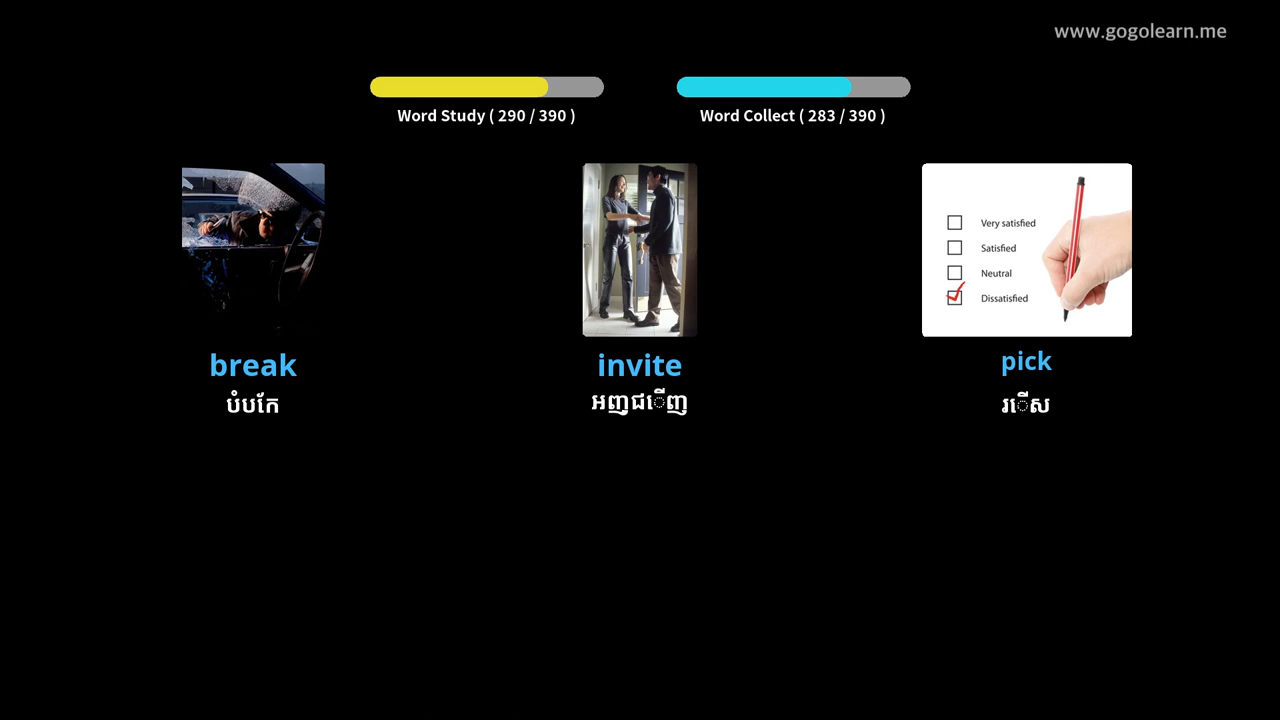 www.gogolearn.me
Word Study ( 290 / 390 )
Word Collect ( 283 / 390 )
Very satisfied
Satisfied
Neutral
Dissatisfied
break
invite
pick
បំបកែ
អញ្ជើញ
រើស